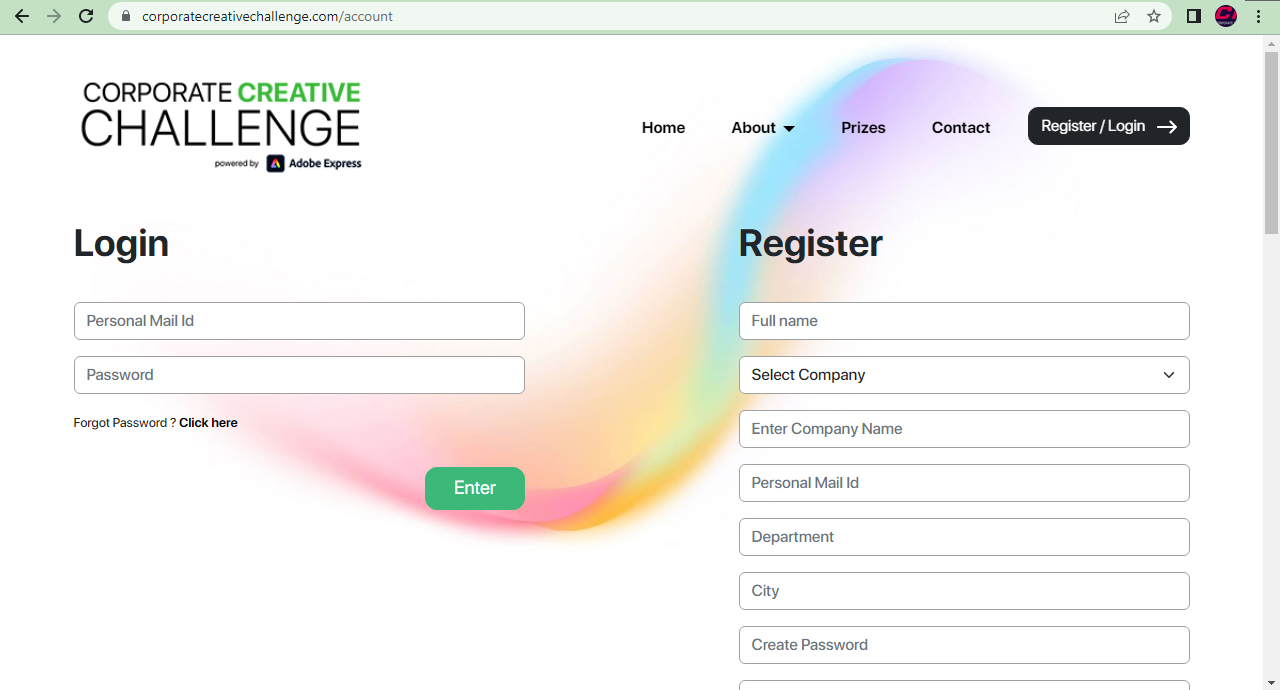 corporatecreativechallenge.com/account
CORPORATE CREATIVE
CHALLENGE
powered by Adobe Express
Home About Prizes Contact Register / Login
Login
Personal Mail Id
Password
Forgot Password ? Click here
Enter
Register
Full name
Select Company
Enter Company Name
Personal Mail Id
Department
City
Create Password